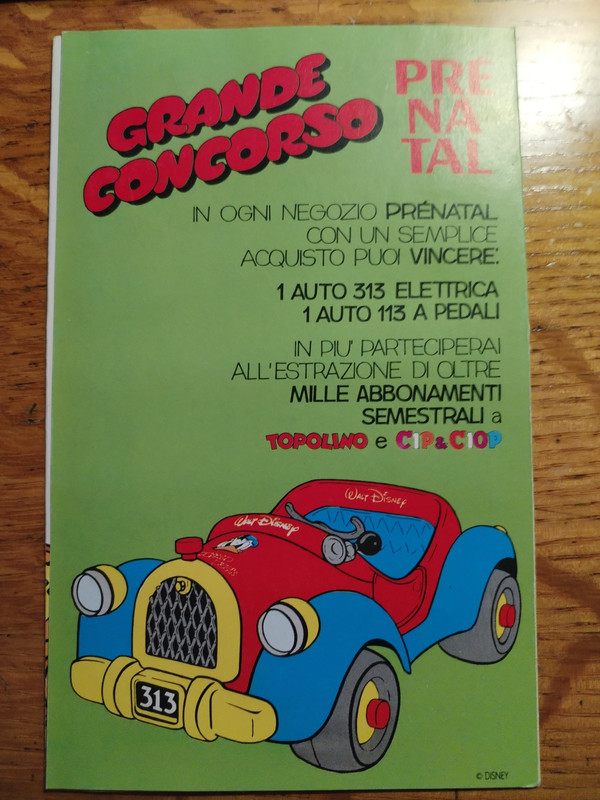 GRANDE
CONCORSO
PRÉ
NA
TAL
IN OGNI NEGOZIO PRÉNATAL
CON UN SEMPLICE
ACQUISTO PUOI VINCERE:
1 AUTO 313 ELETTRICA
1 AUTO 113 A PEDALI
IN PIU' PARTECIPERAI
ALL'ESTRAZIONE DI OLTRE
MILLE ABBONAMENTI
SEMESTRALI a
TOPOLINO e CIP & CIOP
WALT DISNEY
WALT DISNEY
313
© DISNEY